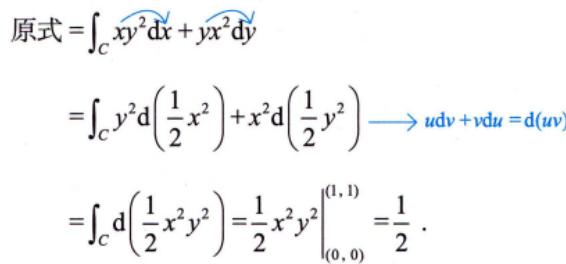 原式 = ∫_C xy²dx + yx²dy
= ∫_C y²d(1/2 x²) + x²d(1/2 y²) ⟶ udv + vdu = d(uv)
= ∫_C d(1/2 x²y²) = 1/2 x²y² |_(0, 0)^(1, 1) = 1/2 .